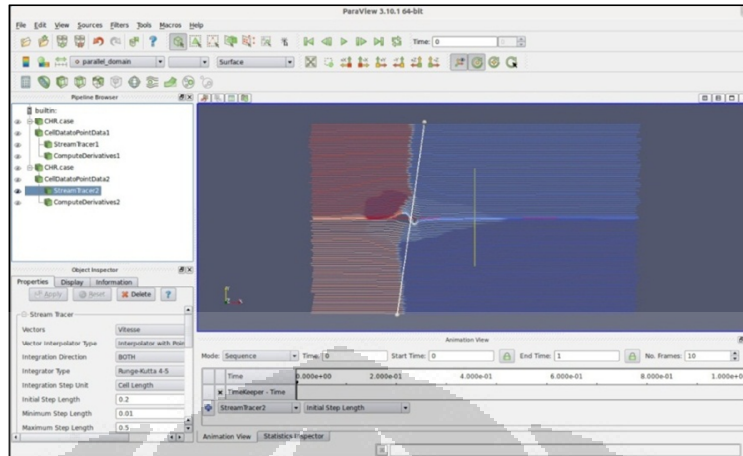 ParaView 3.10.1 64-bit
File Edit View Sources Filters Tools Macros Help
Time: 0
parallel_domain Surface
Pipeline Browser
builtin:
CHR.case
CellDatatoPointData1
StreamTracer1
ComputeDerivatives1
CHR.case
CellDatatoPointData2
StreamTracer2
ComputeDerivatives2
Object Inspector
Properties Display Information
Apply Reset Delete ?
Stream Tracer
Vectors Vitesse
Vector Interpolator Type Interpolator with Poin
Integration Direction BOTH
Integrator Type Runge-Kutta 4-5
Integration Step Unit Cell Length
Initial Step Length 0.2
Minimum Step Length 0.01
Maximum Step Length 0.5
Animation View
Mode: Sequence Time: 0 Start Time: 0 End Time: 1 No. Frames: 10
Time 0.000e+00 2.000e-01 4.000e-01 6.000e-01 8.000e-01 1.000e+0
TimeKeeper - Time
StreamTracer2 Initial Step Length
Animation View Statistics Inspector